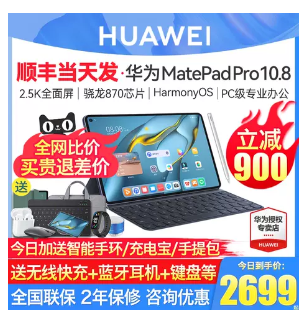 HUAWEI
顺丰当天发·华为MatePad Pro10.8
2.5K全面屏 | 骁龙870芯片 | HarmonyOS | PC级专业办公
全网比价
买贵退差价
立减
900
送
华为授权
专卖店
HUAWEI
今日加送智能手环/充电宝/手提包
送无线快充+蓝牙耳机+键盘等
今日到手价:
全国联保 2年保修 咨询优惠
2699